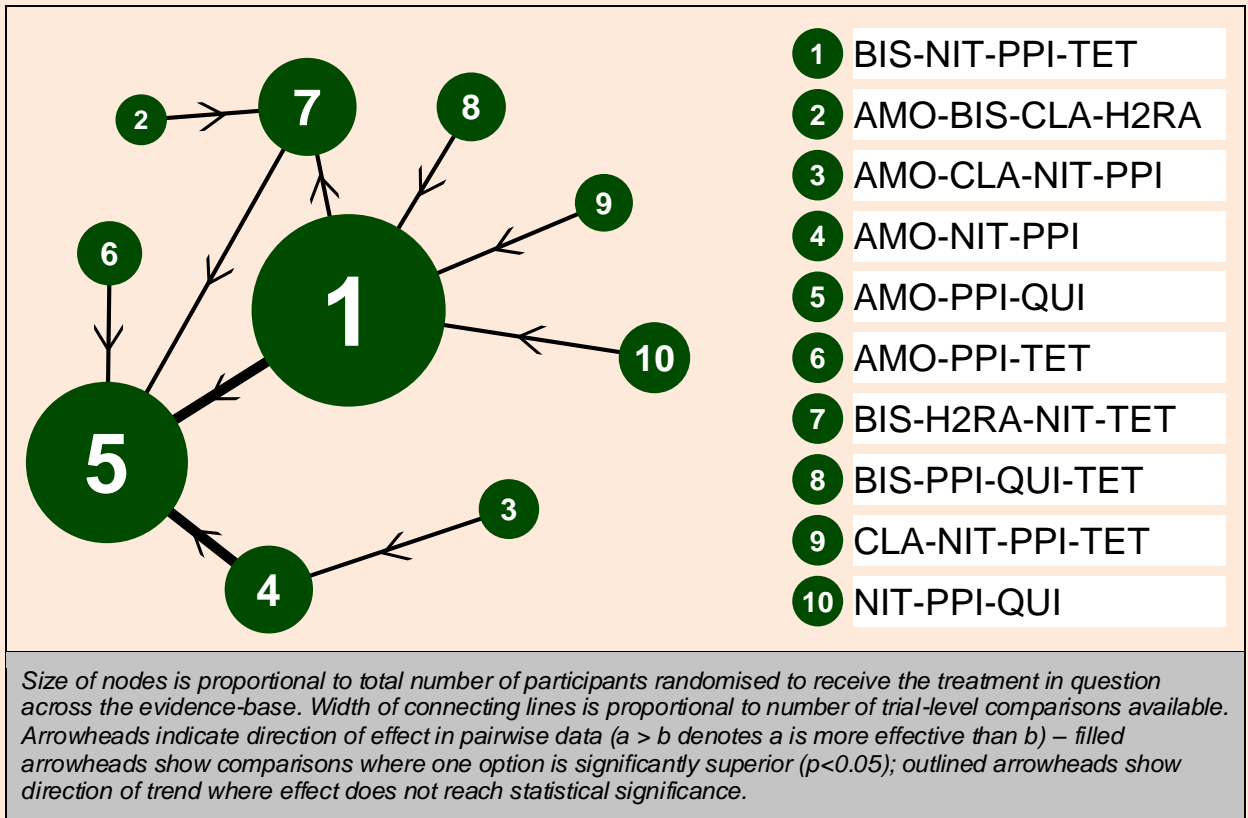 7
8
2
9
6
1
10
5
3
4
1 BIS-NIT-PPI-TET
2 AMO-BIS-CLA-H2RA
3 AMO-CLA-NIT-PPI
4 AMO-NIT-PPI
5 AMO-PPI-QUI
6 AMO-PPI-TET
7 BIS-H2RA-NIT-TET
8 BIS-PPI-QUI-TET
9 CLA-NIT-PPI-TET
10 NIT-PPI-QUI
Size of nodes is proportional to total number of participants randomised to receive the treatment in question
across the evidence-base. Width of connecting lines is proportional to number of trial-level comparisons available.
Arrowheads indicate direction of effect in pairwise data (a > b denotes a is more effective than b) – filled
arrowheads show comparisons where one option is significantly superior (p<0.05); outlined arrowheads show
direction of trend where effect does not reach statistical significance.